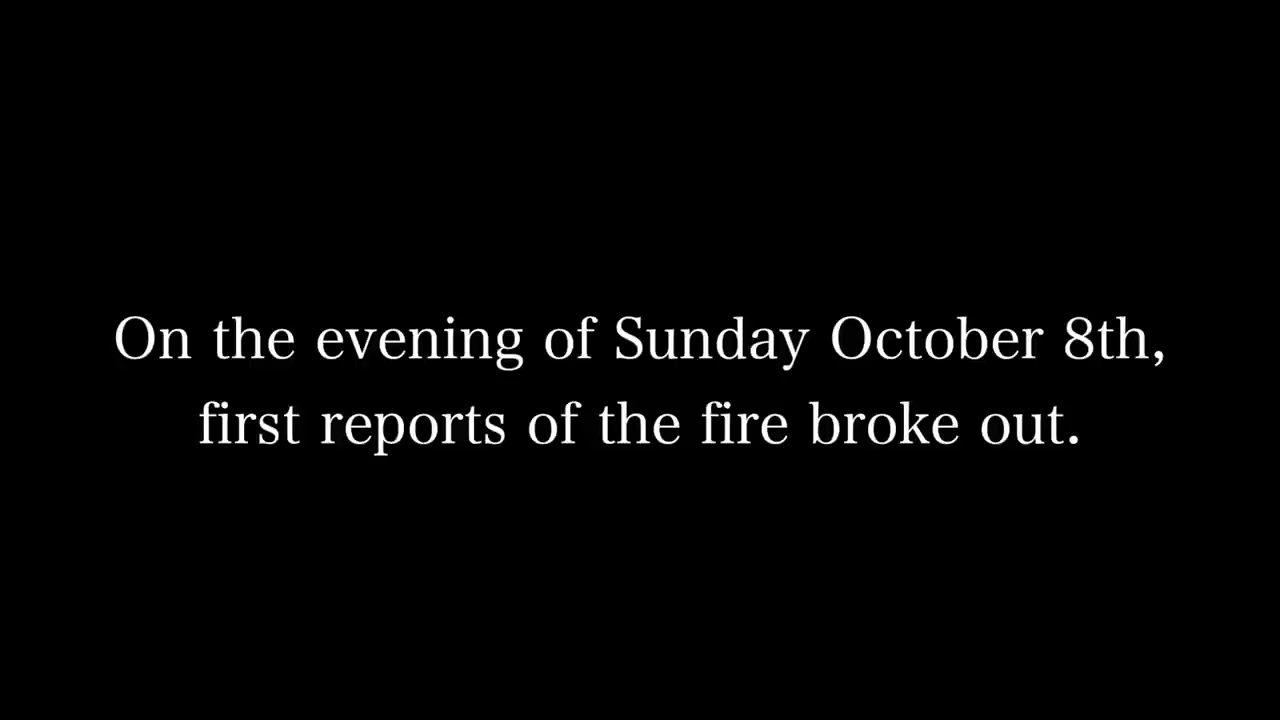 On the evening of Sunday October 8th,
first reports of the fire broke out.